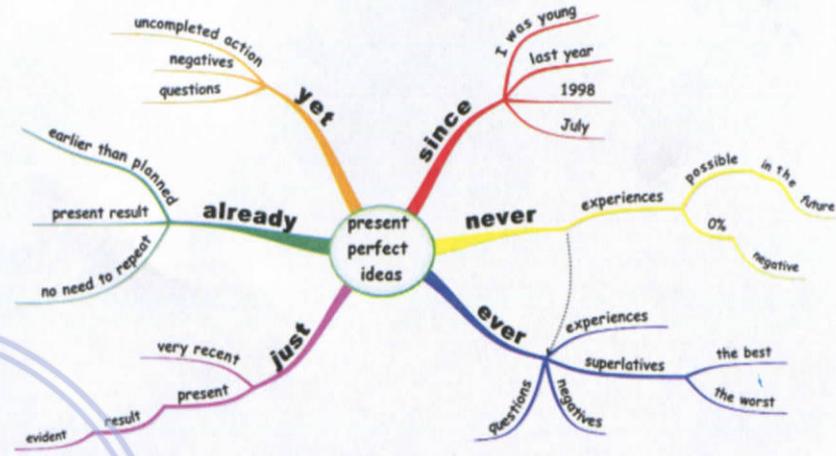 present
perfect
ideas
since
I was young
last year
1998
July
never
experiences
possible
in the
future
0%
negative
ever
experiences
superlatives
the best
the worst
negatives
questions
just
very recent
present
result
evident
already
earlier than planned
present result
no need to repeat
yet
uncompleted action
negatives
questions